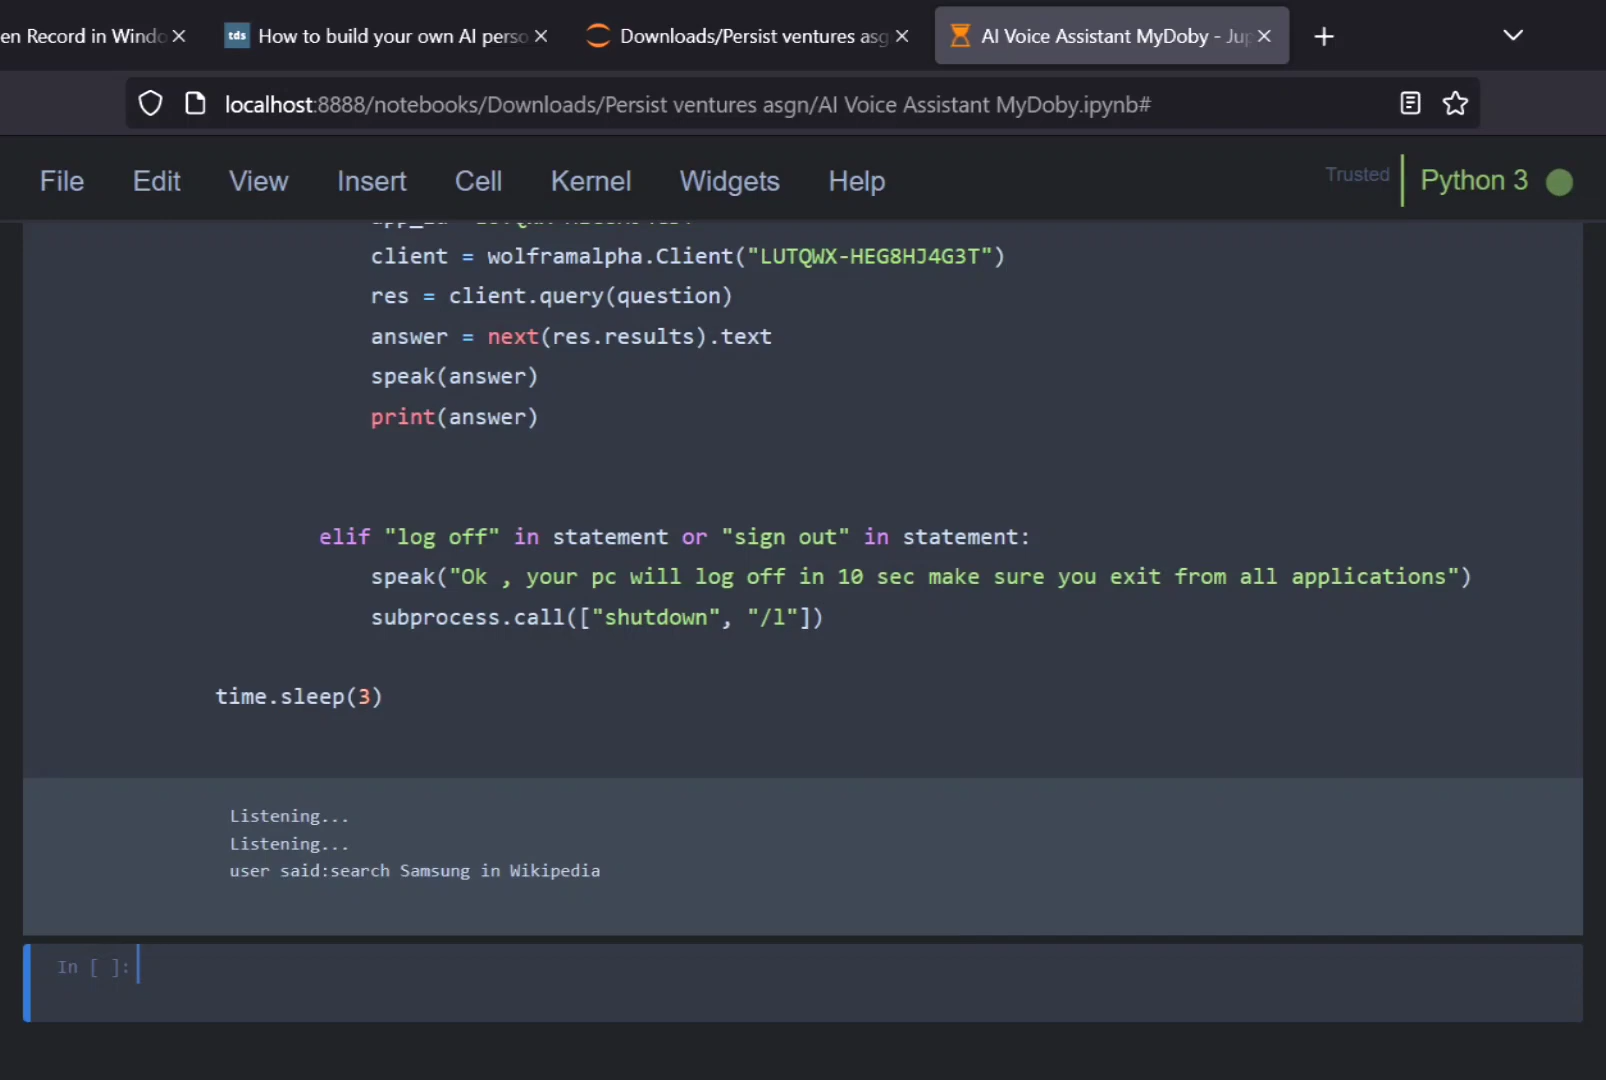 en Record in Windo
tds How to build your own AI perso
Downloads/Persist ventures asg
AI Voice Assistant MyDoby - Jup
localhost:8888/notebooks/Downloads/Persist ventures asgn/AI Voice Assistant MyDoby.ipynb#
File Edit View Insert Cell Kernel Widgets Help Trusted Python 3
client = wolframalpha.Client("LUTQWX-HEG8HJ4G3T")
res = client.query(question)
answer = next(res.results).text
speak(answer)
print(answer)
elif "log off" in statement or "sign out" in statement:
speak("Ok , your pc will log off in 10 sec make sure you exit from all applications")
subprocess.call(["shutdown", "/l"])
time.sleep(3)
Listening...
Listening...
user said:search Samsung in Wikipedia
In [ ]: